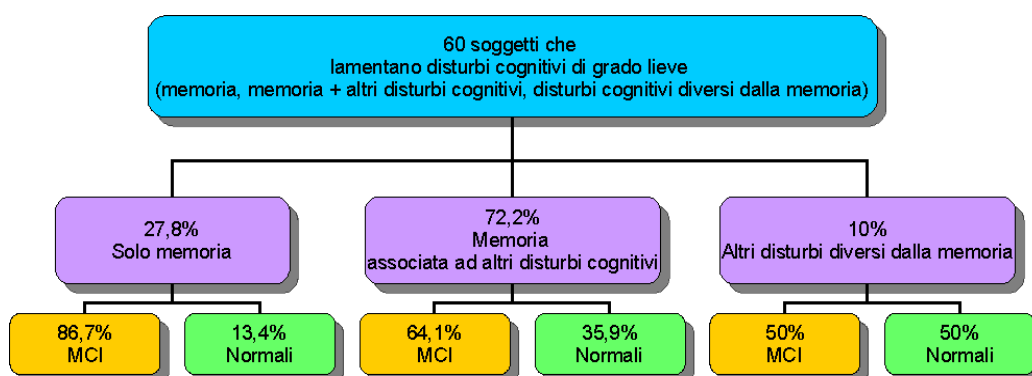 60 soggetti che
lamentano disturbi cognitivi di grado lieve
(memoria, memoria + altri disturbi cognitivi, disturbi cognitivi diversi dalla memoria)
27,8%
Solo memoria
72,2%
Memoria
associata ad altri disturbi cognitivi
10%
Altri disturbi diversi dalla memoria
86,7%
MCI
13,4%
Normali
64,1%
MCI
35,9%
Normali
50%
MCI
50%
Normali